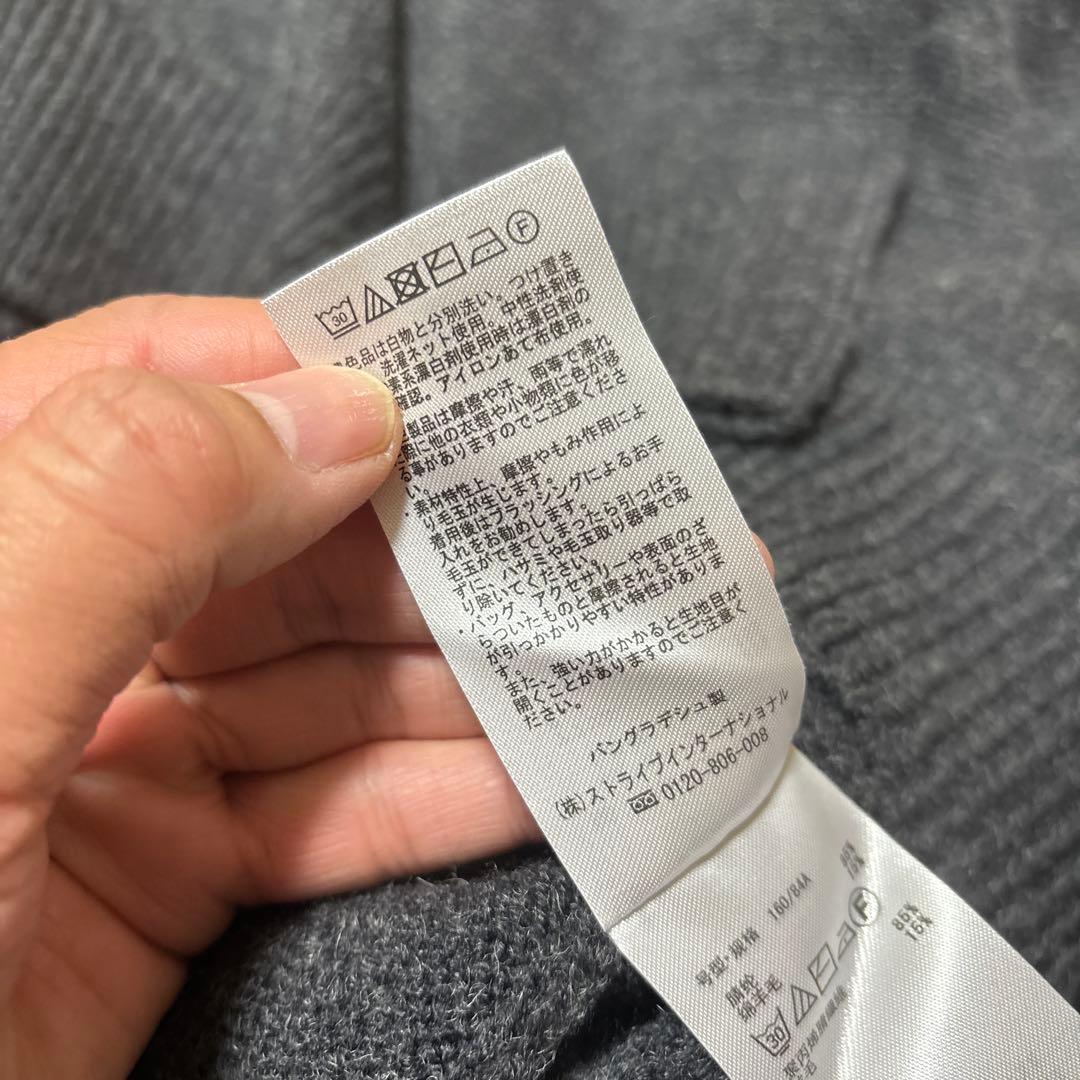 30 F
色品は白物と分別洗い。つけ置き
洗濯ネット使用。中性洗剤使
素系漂白剤使用時は漂白剤の
確認。アイロンあて布使用。
製品は摩擦や汗、雨等で濡れ
際に他の衣類や小物類に色が移
る事がありますのでご注意くださ
い。
・素材特性上、摩擦やもみ作用によ
り毛玉が生じます。
着用後はブラッシングによるお手
入れをお勧めします。
毛玉ができてしまったら引っぱら
ずに、ハサミや毛玉取り器等で取
り除いてください。
・バッグ、アクセサリーや表面のざ
らついたものと摩擦されると生地
が引っかかりやすい特性がありま
す。
また、強い力がかかると生地目が
開くことがありますのでご注意く
ださい。
バングラデシュ製
(株)ストライプインターナショナル
0120-806-008
号型・规格 160/84A
腈纶 85%
绵羊毛 15%
30 F